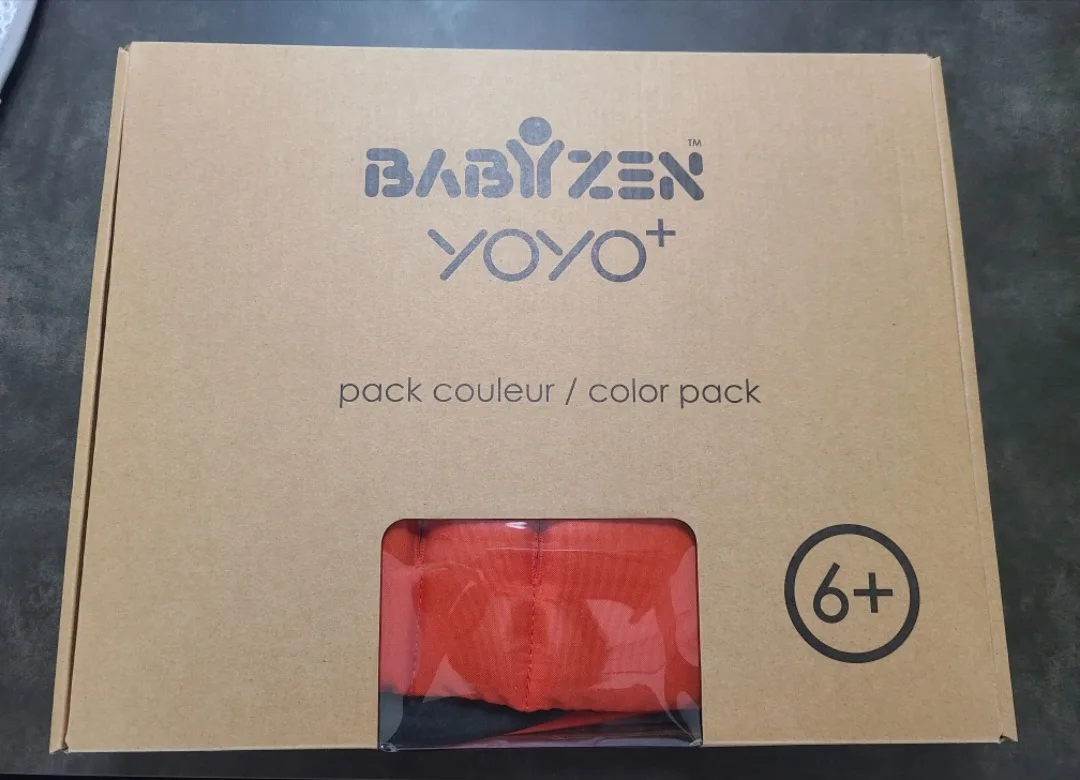 BABYZEN™
YOYO+
pack couleur / color pack
6+